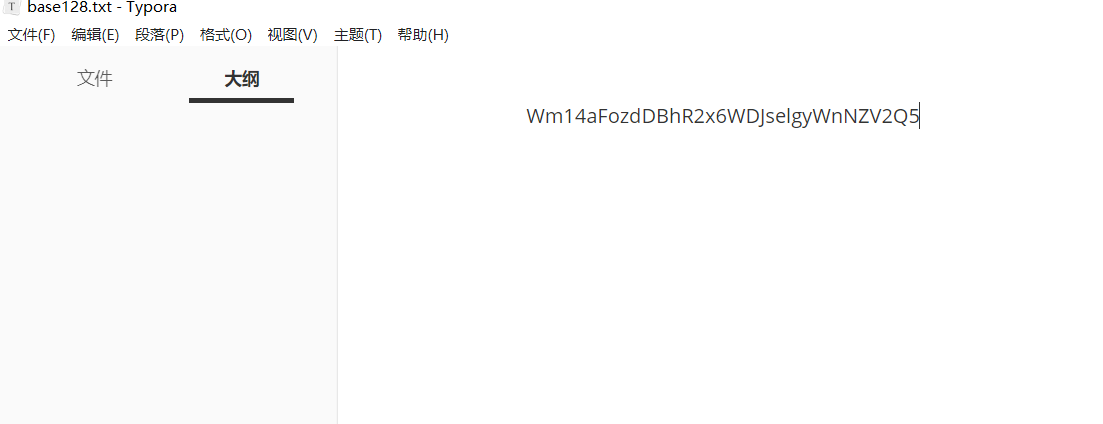 T base128.txt - Typora
文件(F) 编辑(E) 段落(P) 格式(O) 视图(V) 主题(T) 帮助(H)
文件 大纲
Wm14aFozdDBhR2x6WDJselgyWnNZV2Q5